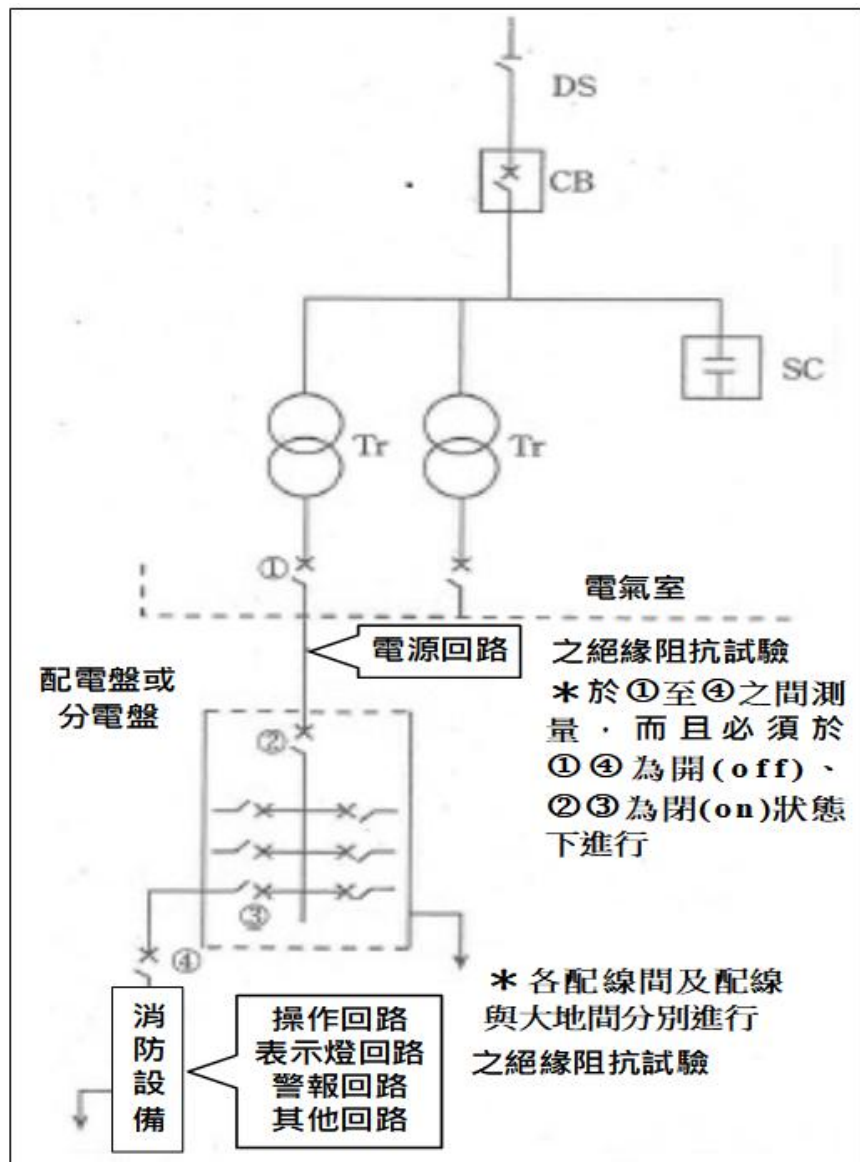 DS
CB
SC
Tr
Tr
①
電氣室
電源回路
之絕緣阻抗試驗
＊於①至④之間測
量，而且必須於
①④為開(off)、
②③為閉(on)狀態
下進行
配電盤或
分電盤
②
③
④
＊各配線間及配線
與大地間分別進行
之絕緣阻抗試驗
消防設備
操作回路
表示燈回路
警報回路
其他回路